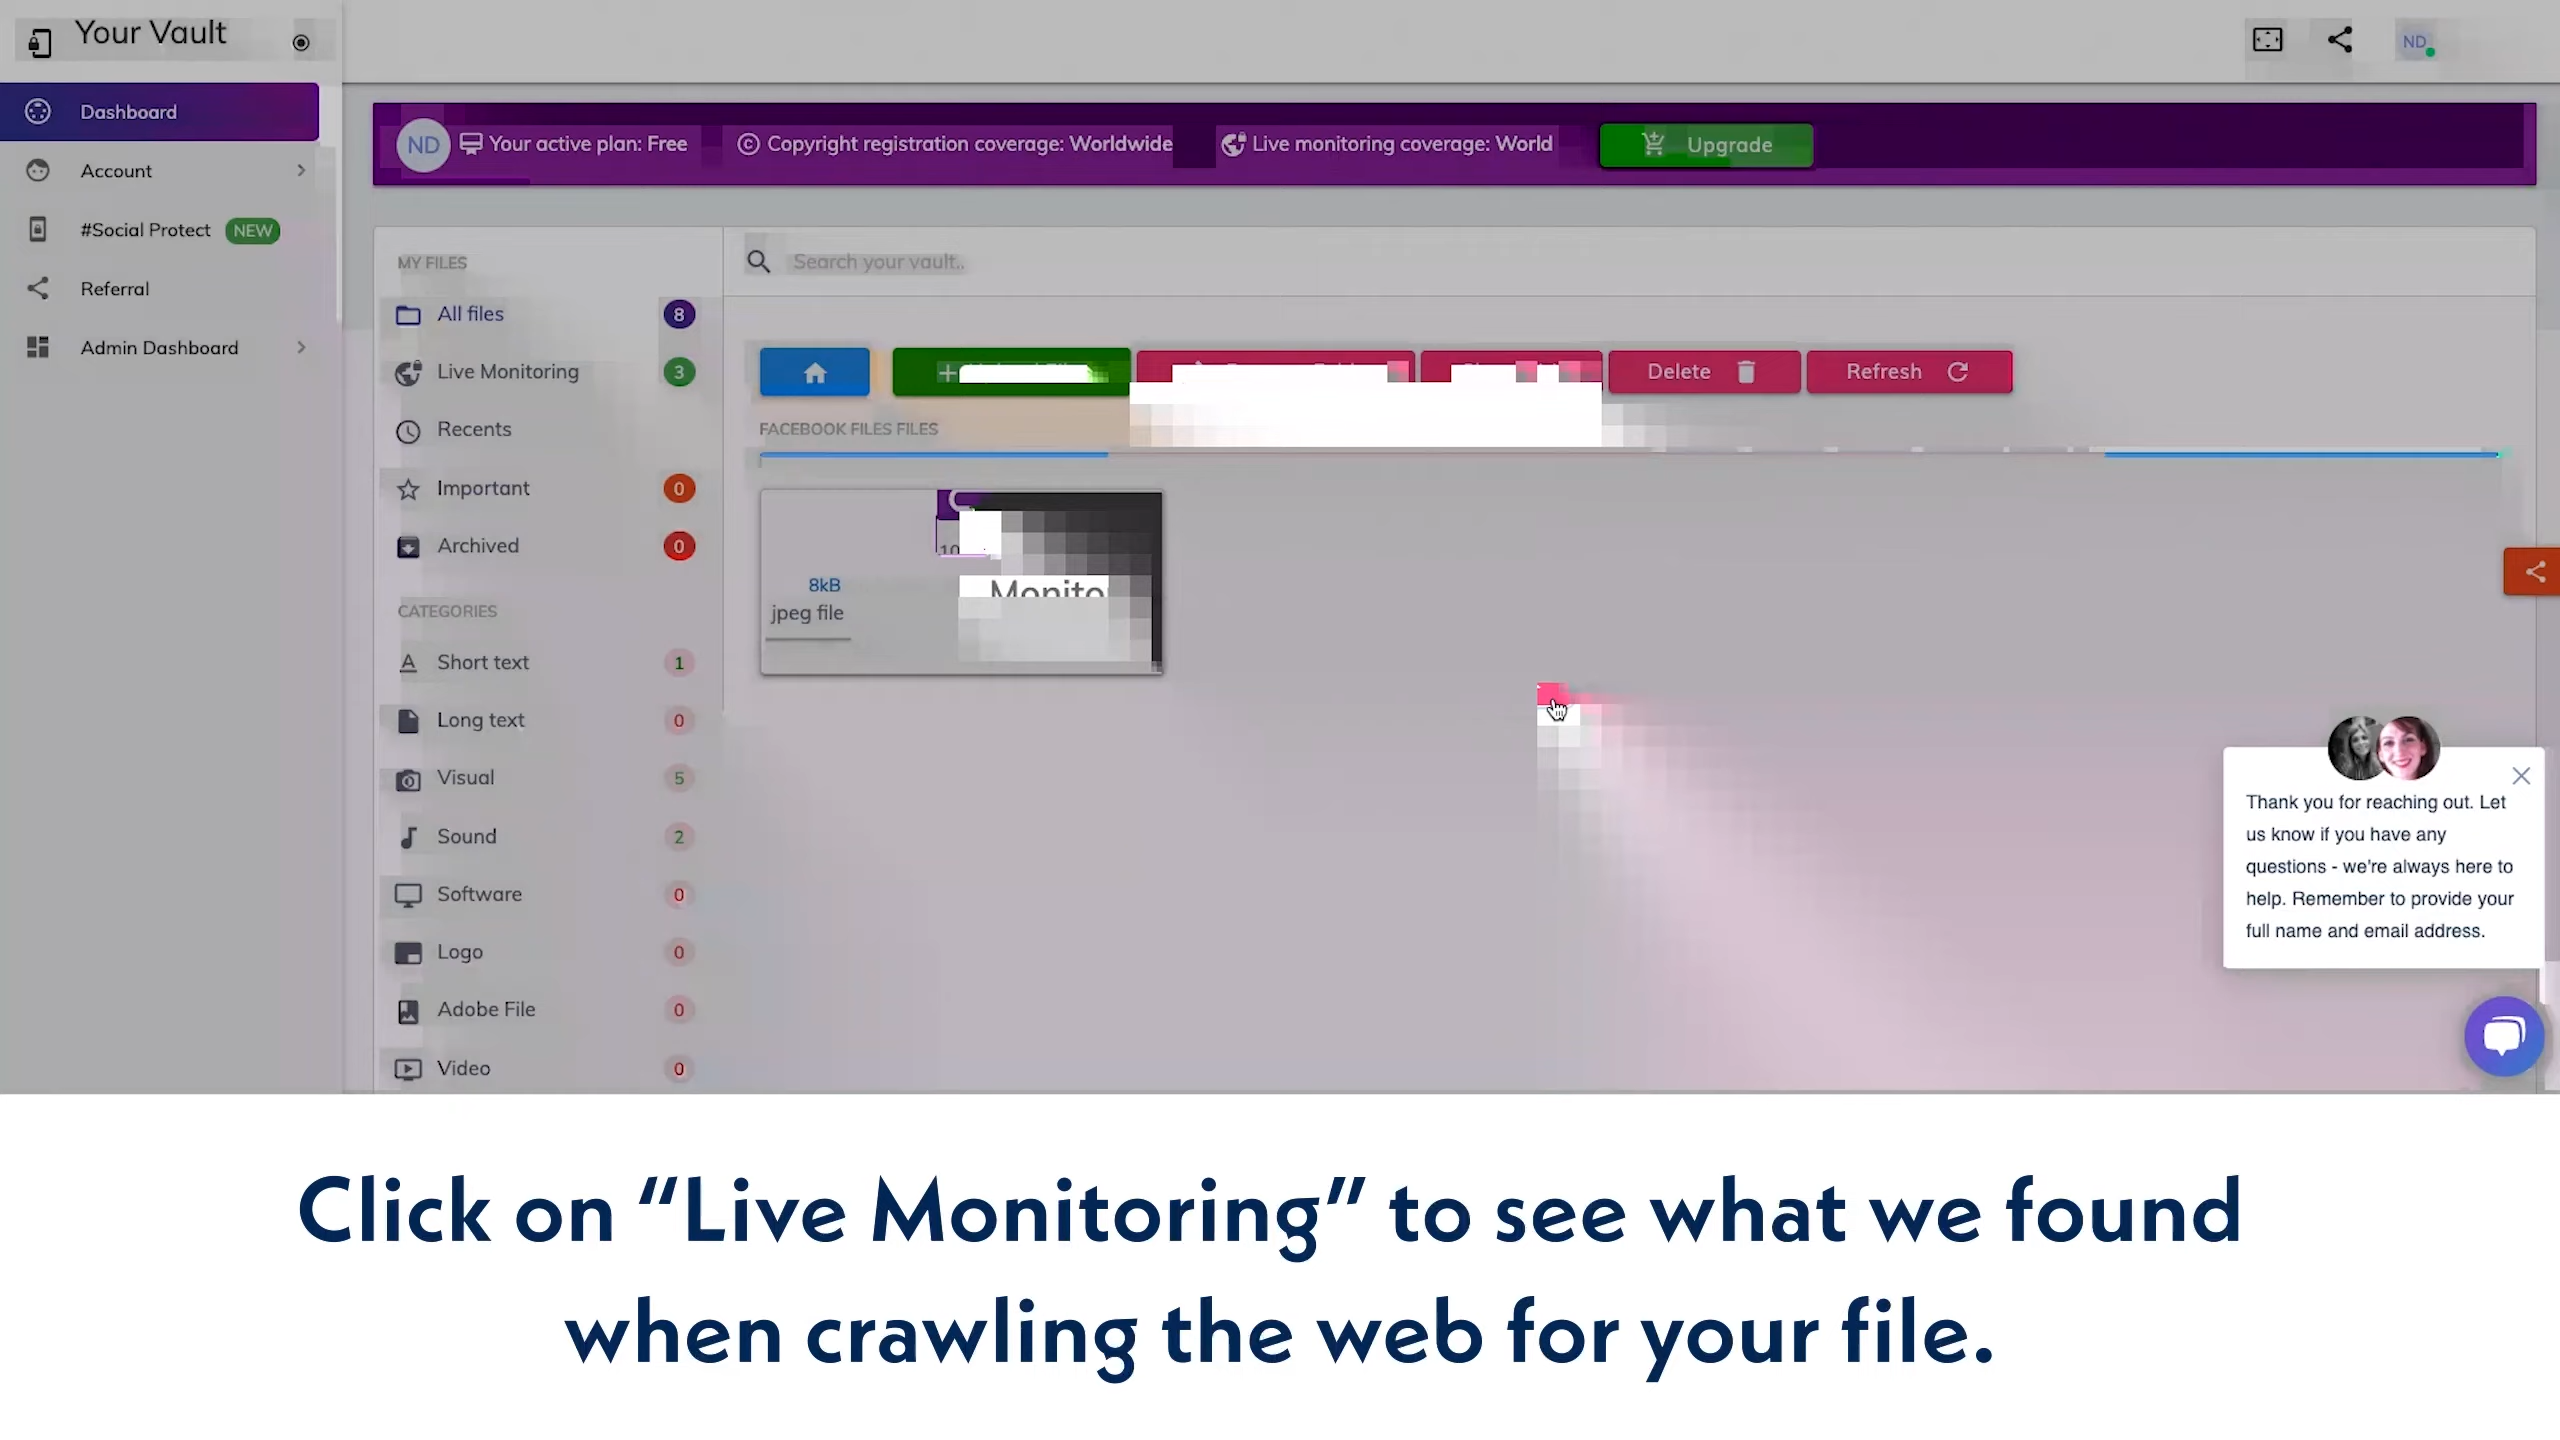 Your Vault
ND
Dashboard
Account
#Social Protect NEW
Referral
Admin Dashboard
ND Your active plan: Free
Copyright registration coverage: Worldwide
Live monitoring coverage: World
Upgrade
MY FILES
All files 8
Live Monitoring 3
Recents
Important 0
Archived 0
CATEGORIES
Short text 1
Long text 0
Visual 5
Sound 2
Software 0
Logo 0
Adobe File 0
Video 0
Search your vault..
Delete
Refresh
FACEBOOK FILES FILES
8kB
jpeg file
Thank you for reaching out. Let
us know if you have any
questions - we're always here to
help. Remember to provide your
full name and email address.
Click on “Live Monitoring” to see what we found
when crawling the web for your file.